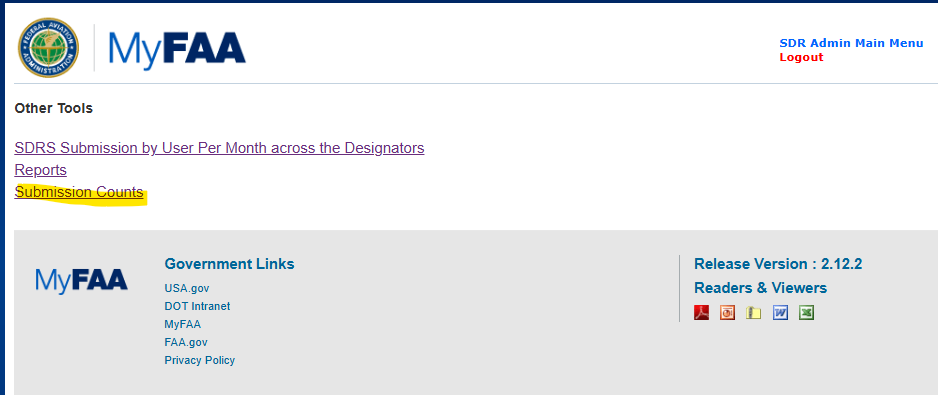 FEDERAL AVIATION
ADMINISTRATION
MyFAA
SDR Admin Main Menu
Logout
Other Tools
SDRS Submission by User Per Month across the Designators
Reports
Submission Counts
MyFAA
Government Links
USA.gov
DOT Intranet
MyFAA
FAA.gov
Privacy Policy
Release Version : 2.12.2
Readers & Viewers